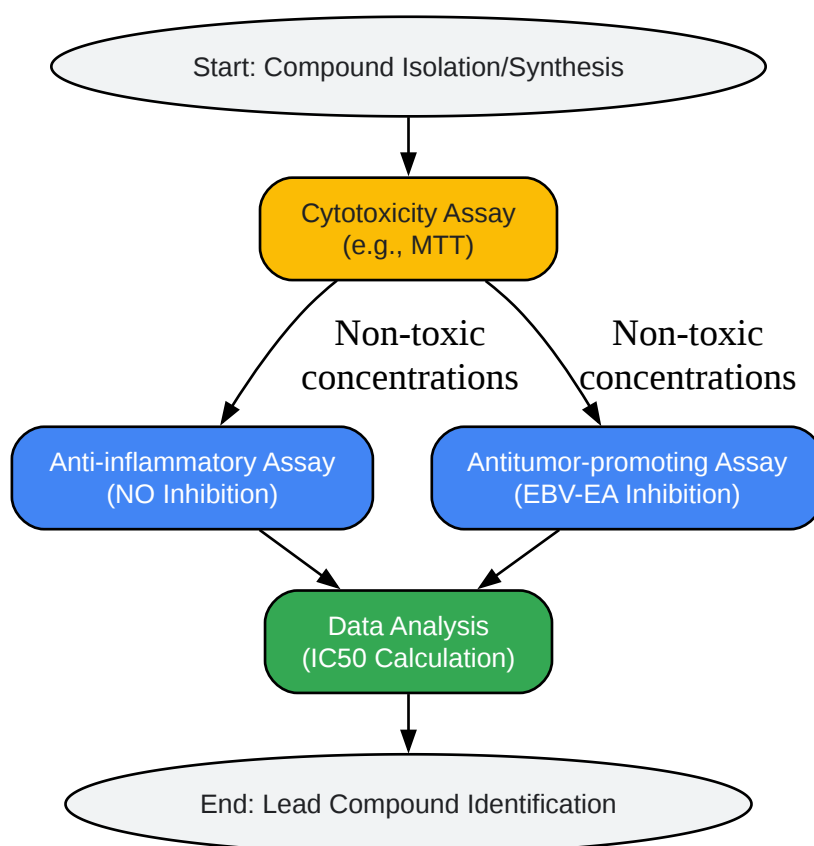 Start: Compound Isolation/Synthesis
Cytotoxicity Assay
(e.g., MTT)
Non-toxic
concentrations
Non-toxic
concentrations
Anti-inflammatory Assay
(NO Inhibition)
Antitumor-promoting Assay
(EBV-EA Inhibition)
Data Analysis
(IC50 Calculation)
End: Lead Compound Identification